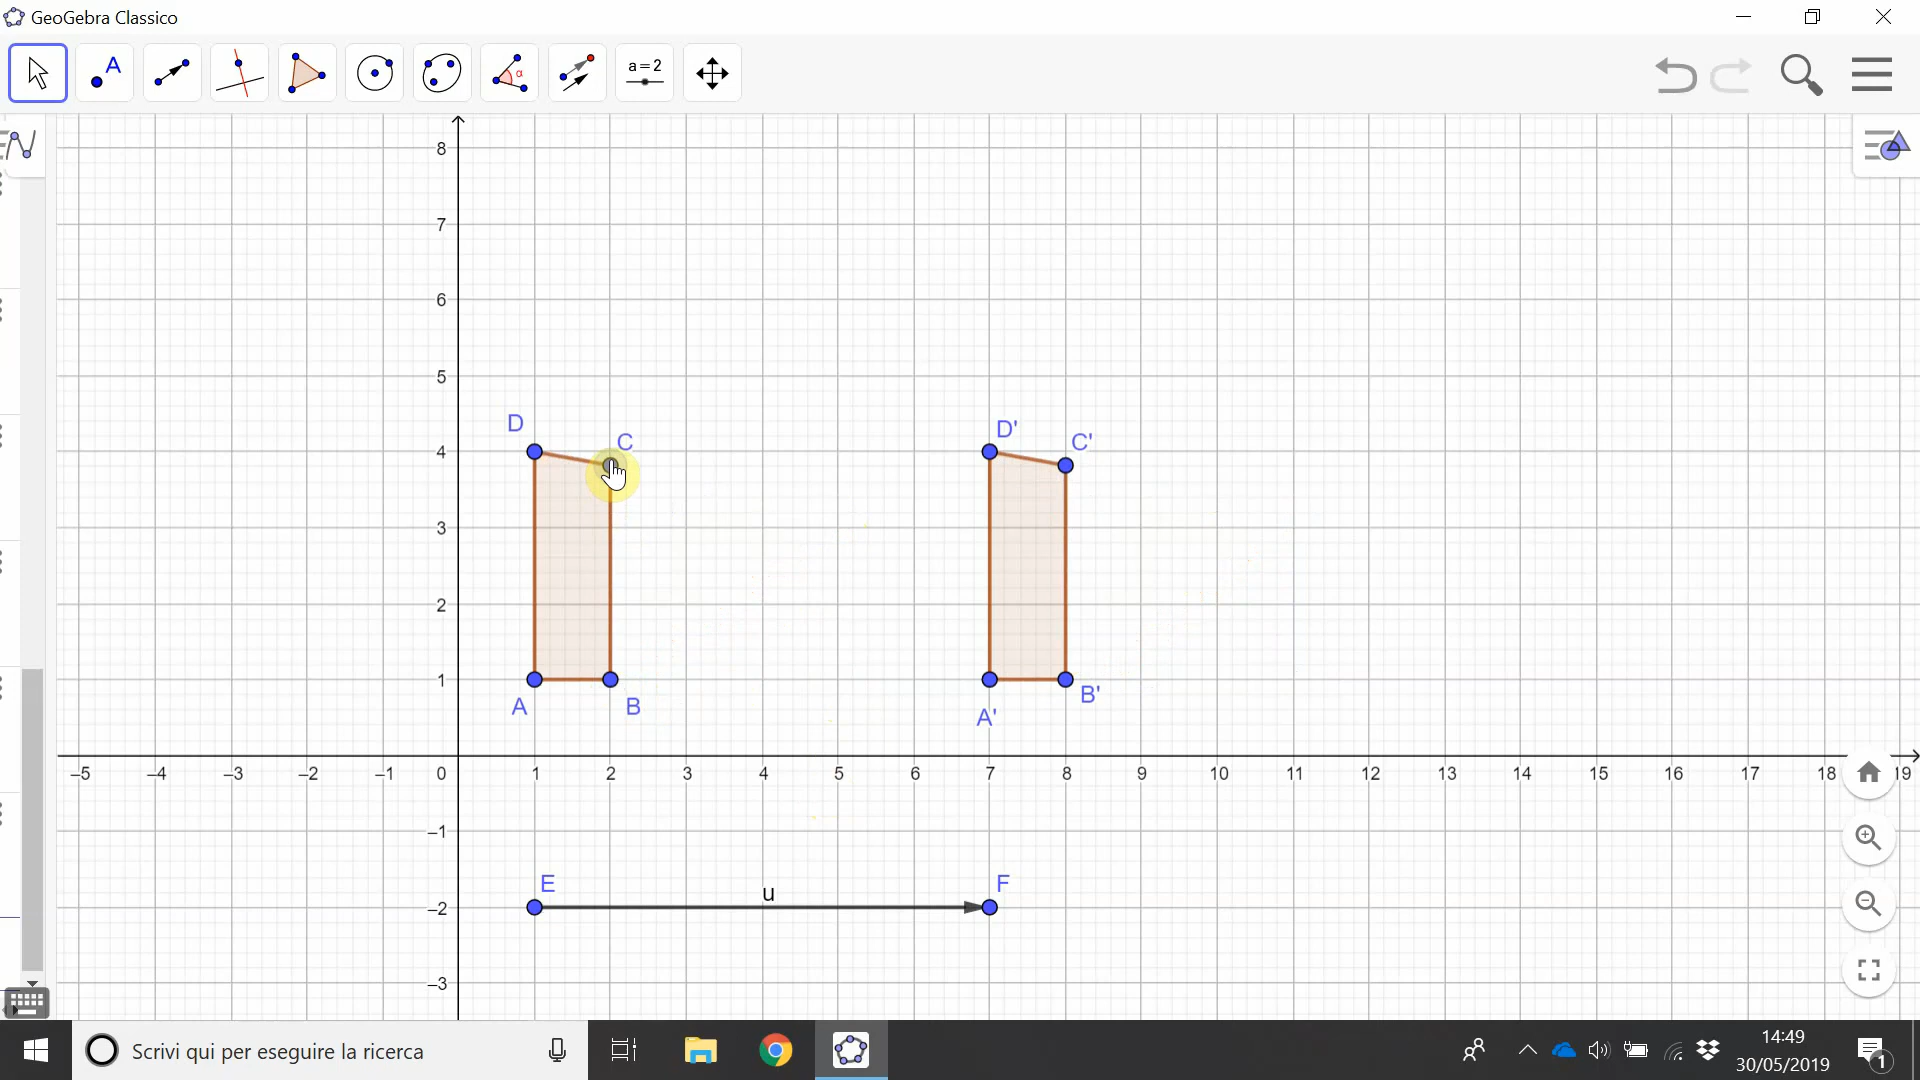 GeoGebra Classico
A
α
a=2
8
7
6
5
D
C
D'
C'
4
3
2
1
A
B
A'
B'
–5 –4 –3 –2 –1 0 1 2 3 4 5 6 7 8 9 10 11 12 13 14 15 16 17 18 19
–1
E
u
F
–2
–3
Scrivi qui per eseguire la ricerca
14:49
30/05/2019
1